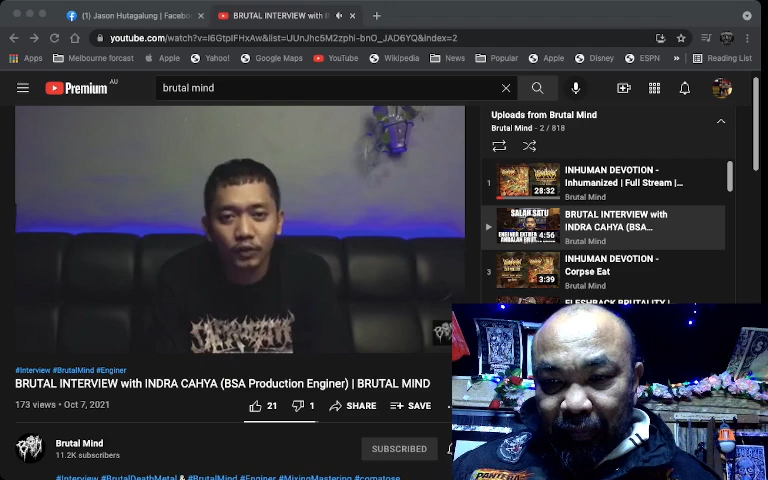 (1) Jason Hutagalung | Facebo
BRUTAL INTERVIEW with I
youtube.com/watch?v=I6GtpIFHxAw&list=UUnJhc5M2zphi-bnO_JAD6YQ&index=2
Apps Melbourne forcast Apple Yahoo! Google Maps YouTube Wikipedia News Popular Apple Disney ESPN » Reading List
Premium AU
brutal mind
Uploads from Brutal Mind
Brutal Mind - 2 / 818
1
28:32
INHUMAN DEVOTION -
Inhumanized | Full Stream |...
Brutal Mind
SALAH SATU
4:56
BRUTAL INTERVIEW with
INDRA CAHYA (BSA...
Brutal Mind
3
3:39
INHUMAN DEVOTION -
Corpse Eat
Brutal Mind
FLESHBACK BRUTALITY |
#Interview #BrutalMind #Enginer
BRUTAL INTERVIEW with INDRA CAHYA (BSA Production Enginer) | BRUTAL MIND
173 views • Oct 7, 2021
21 1 SHARE SAVE
Brutal Mind
11.2K subscribers
SUBSCRIBED
#Interview #BrutalDeathMetal & #BrutalMind #Enginer #MixingMastering #comatose
PANTERA